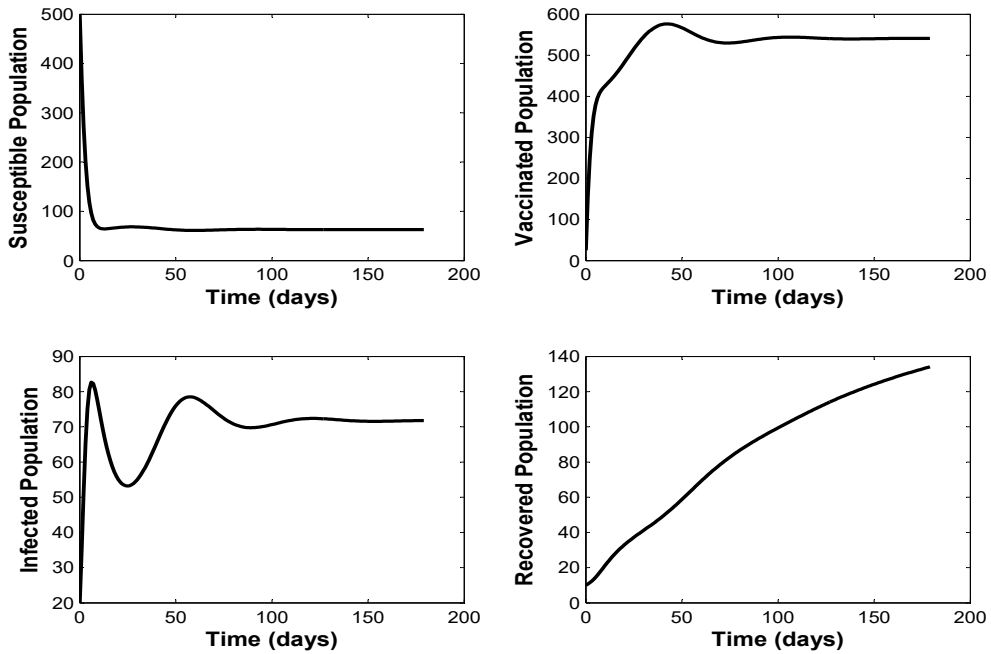 Susceptible Population
500
400
300
200
100
0
0 50 100 150 200
Time (days)
Vaccinated Population
600
500
400
300
200
100
0
0 50 100 150 200
Time (days)
Infected Population
90
80
70
60
50
40
30
20
0 50 100 150 200
Time (days)
Recovered Population
140
120
100
80
60
40
20
0
0 50 100 150 200
Time (days)